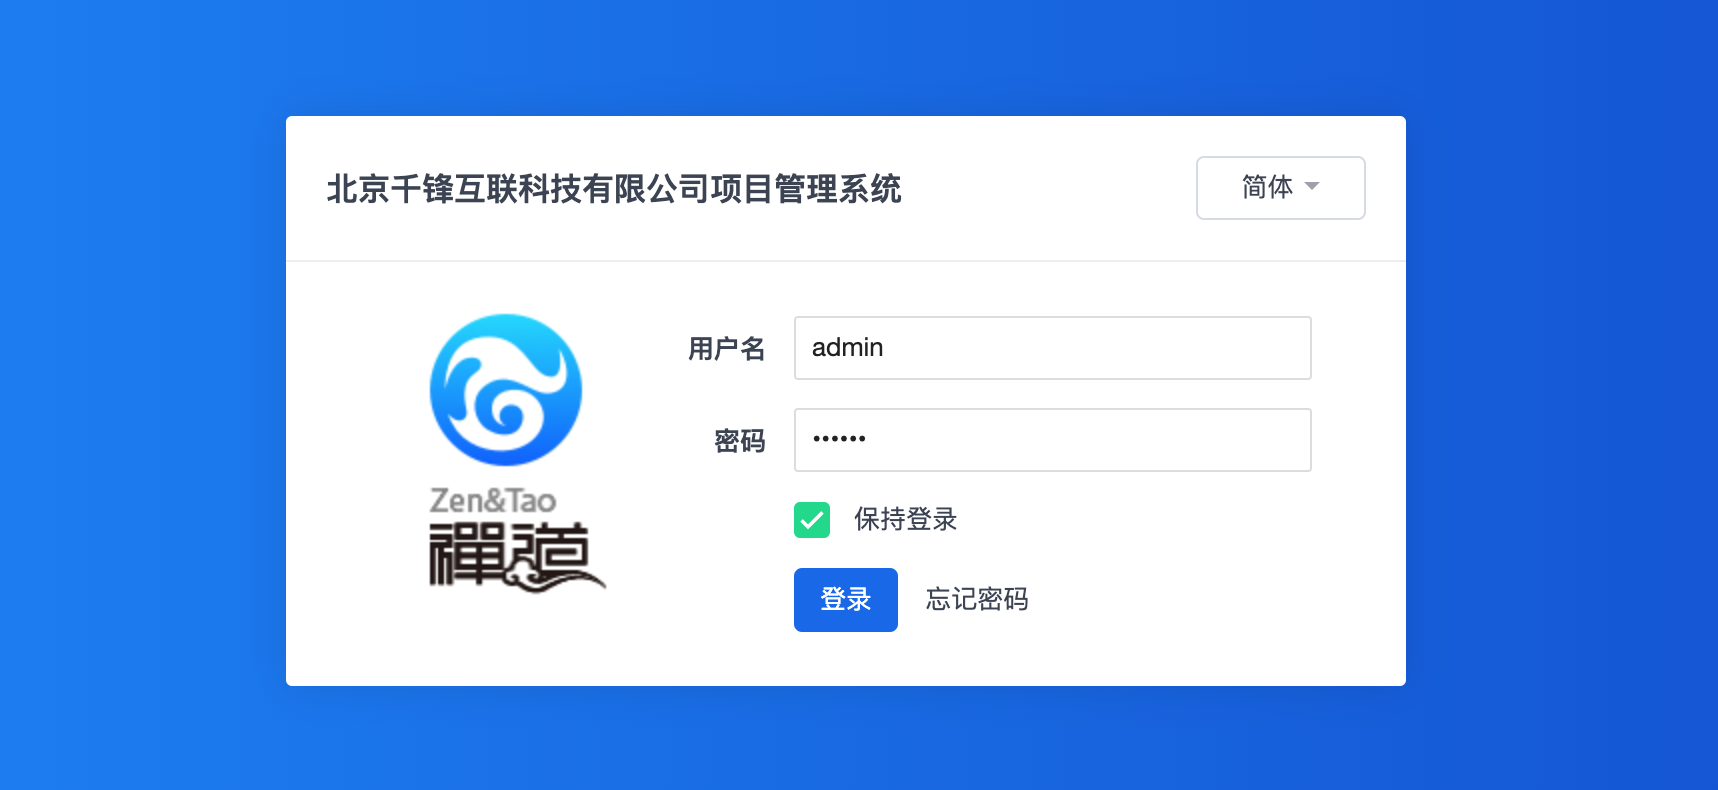 北京千锋互联科技有限公司项目管理系统
简体
Zen&Tao
禪道
用户名 admin
密码 ••••••
保持登录
登录 忘记密码